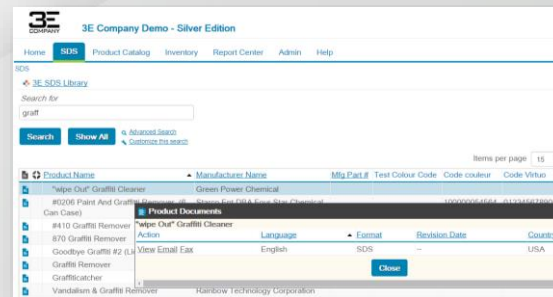 3E
COMPANY
3E Company Demo - Silver Edition
Home SDS Product Catalog Inventory Report Center Admin Help
SDS
3E SDS Library
Search for
graff
Search Show All Advanced Search
Customize this search
Items per page 15
Product Name Manufacturer Name Mfg Part # Test Colour Code Code couleur Code
"wipe Out" Graffiti Cleaner Green Power Chemical
#0206 Paint And Graffiti Remover (B
Can Case)
Product Documents
#410 Graffiti Remover "wipe Out" Graffiti Cleaner
870 Graffiti Remover Action Language Format Revision Date Country
Goodbye Graffiti #2 View Email Fax English SDS -- USA
Graffiti Remover
Close
Grafficatcher
Vandalism & Graffiti Remover Rainbow Technology Corporation